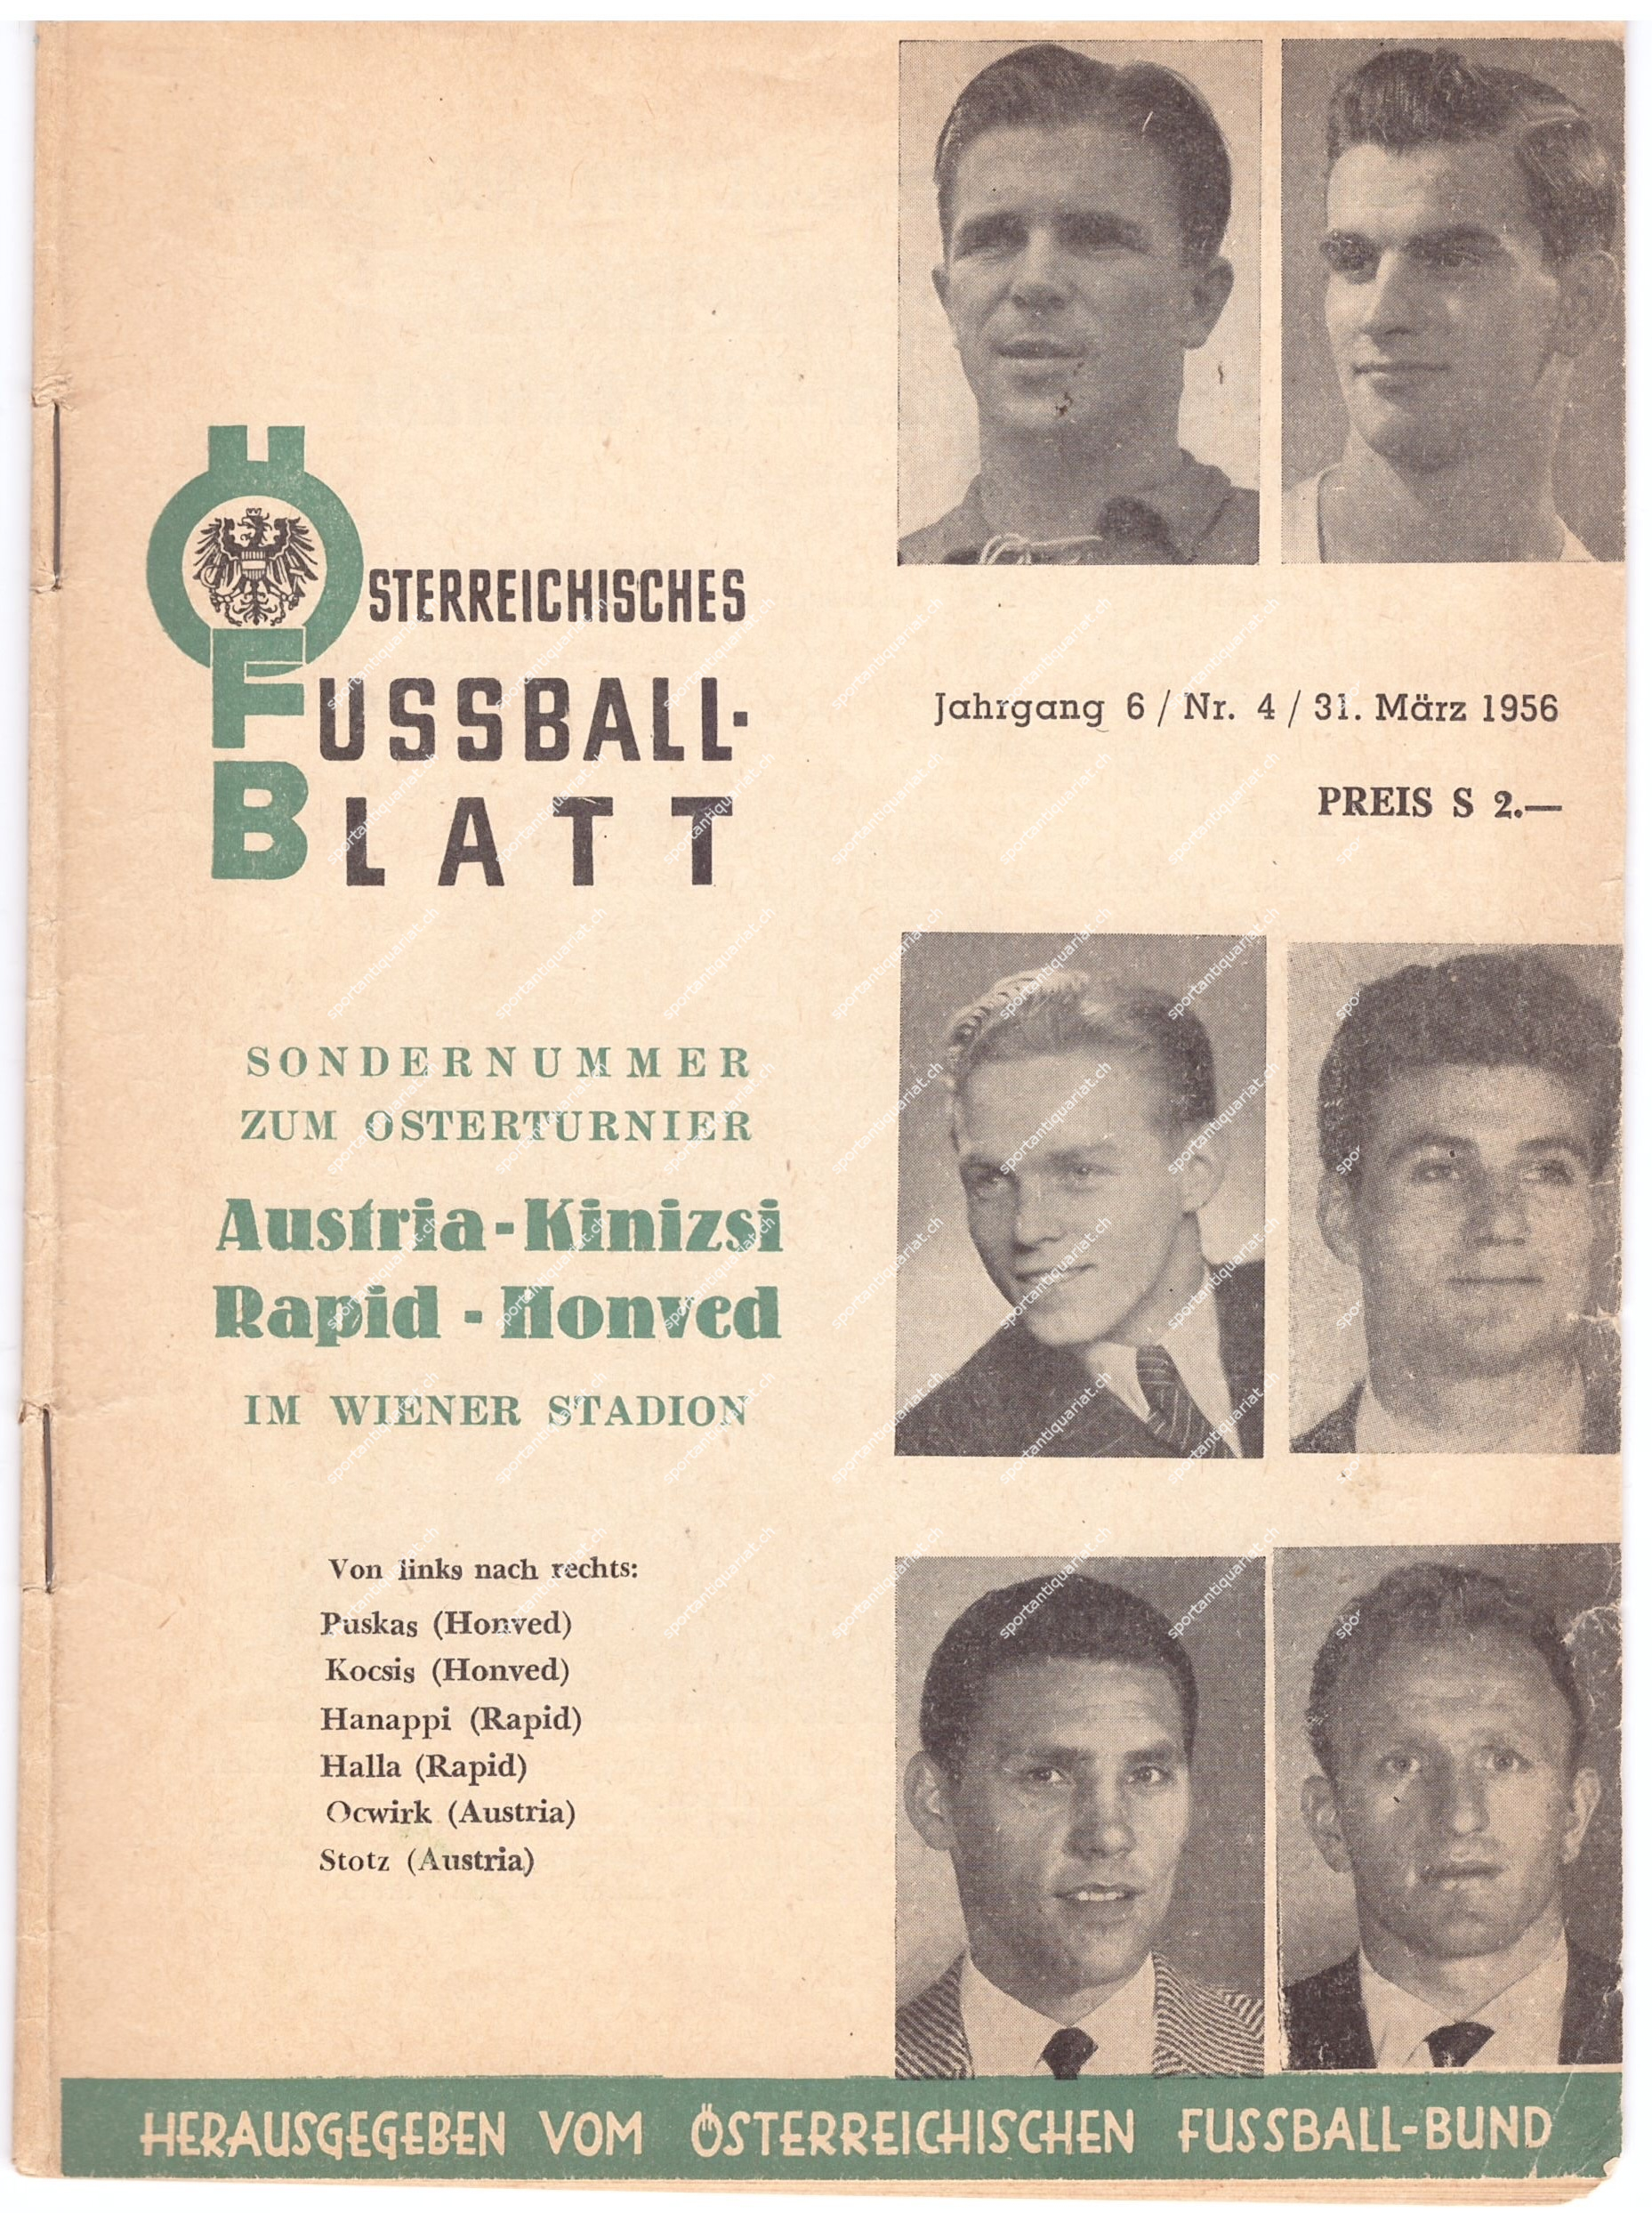 ÖSTERREICHISCHES
FUSSBALL-
BLATT
Jahrgang 6 / Nr. 4 / 31. März 1956
PREIS S 2.—
SONDERNUMMER
ZUM OSTERTURNIER
Austria - Kinizsi
Rapid - Honved
IM WIENER STADION
Von links nach rechts:
Puskas (Honved)
Kocsis (Honved)
Hanappi (Rapid)
Halla (Rapid)
Ocwirk (Austria)
Stotz (Austria)
HERAUSGEGEBEN VOM ÖSTERREICHISCHEN FUSSBALL-BUND
sportantiquariat.ch